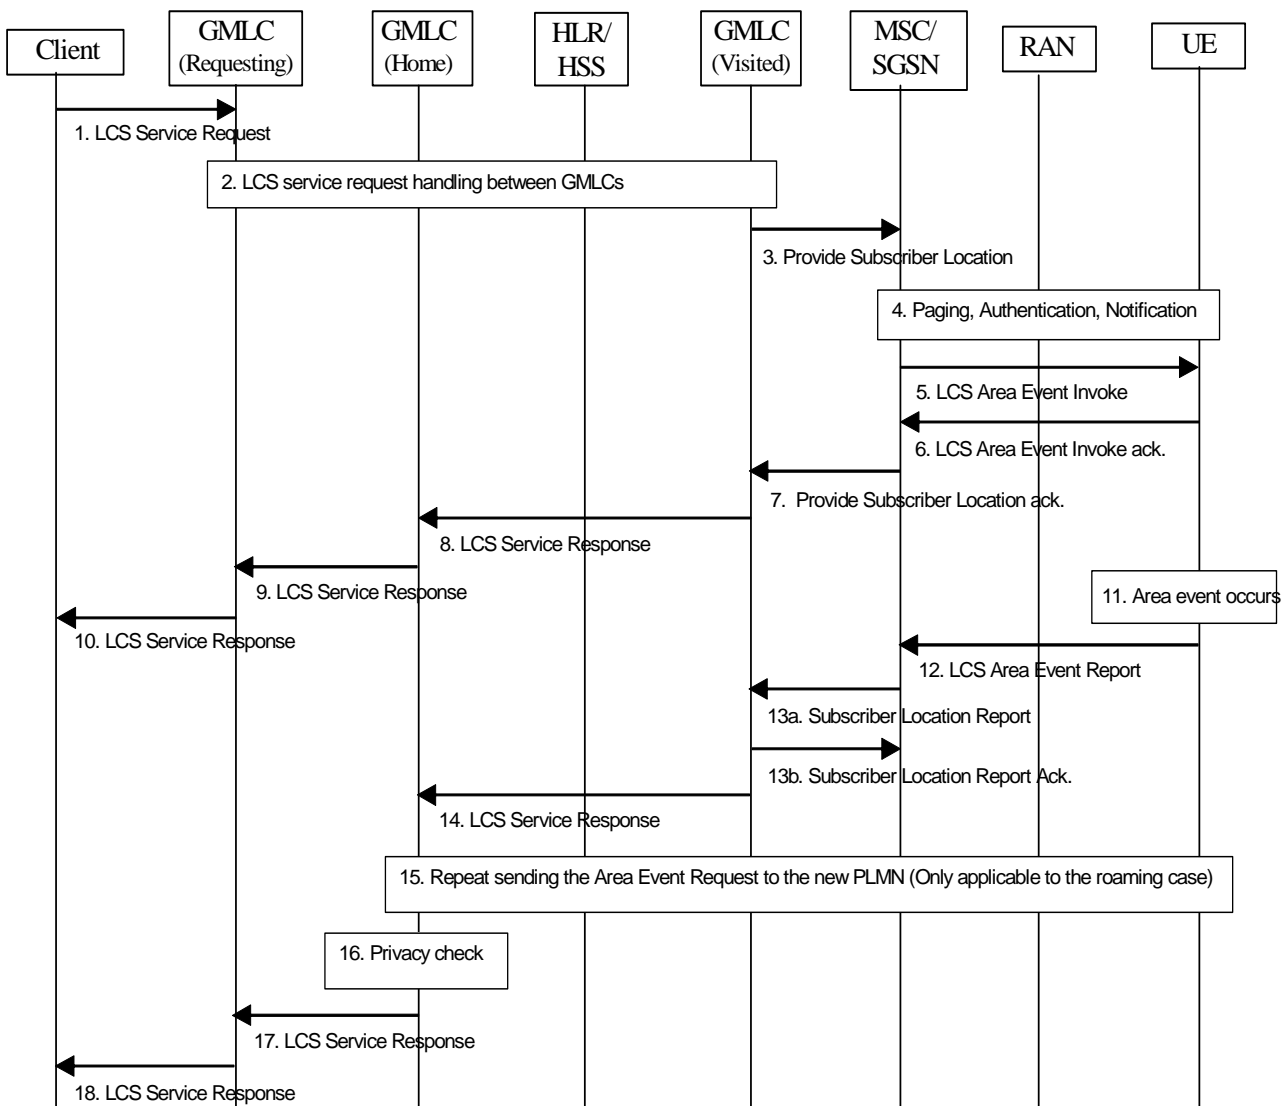 Client
GMLC
(Requesting)
GMLC
(Home)
HLR/
HSS
GMLC
(Visited)
MSC/
SGSN
RAN
UE
1. LCS Service Request
2. LCS service request handling between GMLCs
3. Provide Subscriber Location
4. Paging, Authentication, Notification
5. LCS Area Event Invoke
6. LCS Area Event Invoke ack.
7. Provide Subscriber Location ack.
8. LCS Service Response
9. LCS Service Response
11. Area event occurs
10. LCS Service Response
12. LCS Area Event Report
13a. Subscriber Location Report
13b. Subscriber Location Report Ack.
14. LCS Service Response
15. Repeat sending the Area Event Request to the new PLMN (Only applicable to the roaming case)
16. Privacy check
17. LCS Service Response
18. LCS Service Response